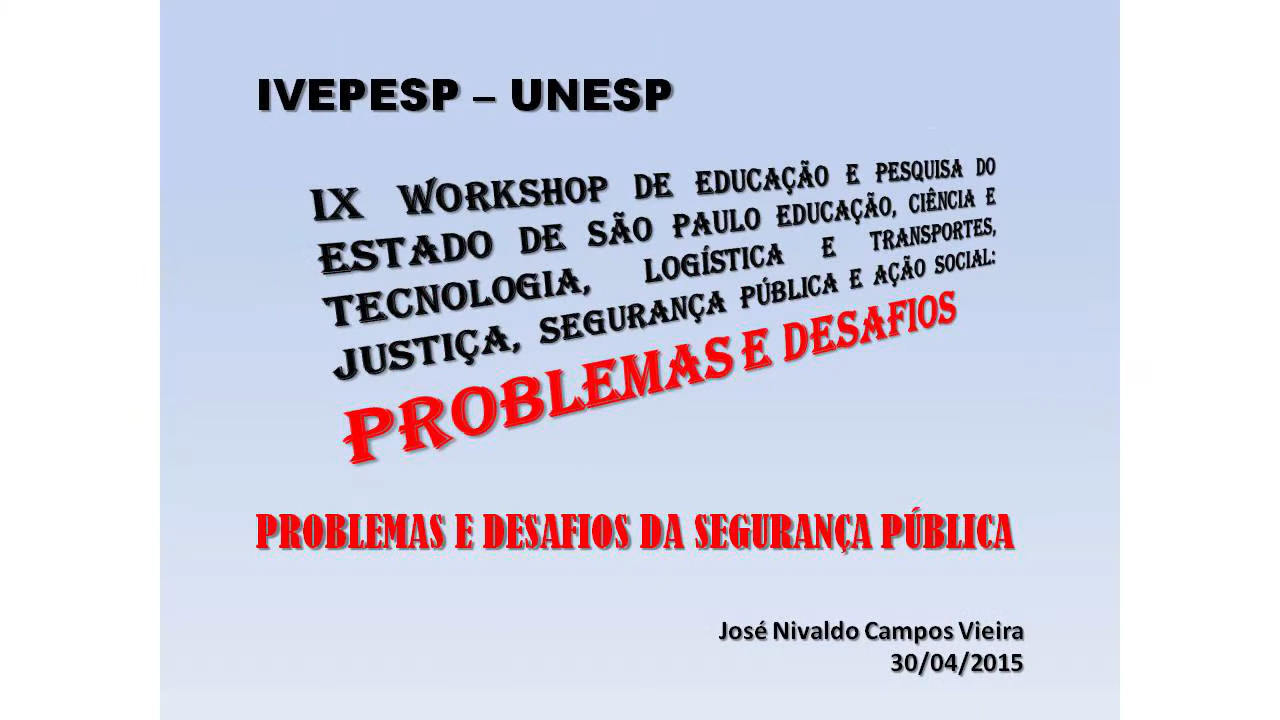 IVEPESP – UNESP
IX WORKSHOP DE EDUCAÇÃO E PESQUISA DO
ESTADO DE SÃO PAULO EDUCAÇÃO, CIÊNCIA E
TECNOLOGIA, LOGÍSTICA E TRANSPORTES,
JUSTIÇA, SEGURANÇA PÚBLICA E AÇÃO SOCIAL:
PROBLEMAS E DESAFIOS
PROBLEMAS E DESAFIOS DA SEGURANÇA PÚBLICA
José Nivaldo Campos Vieira
30/04/2015